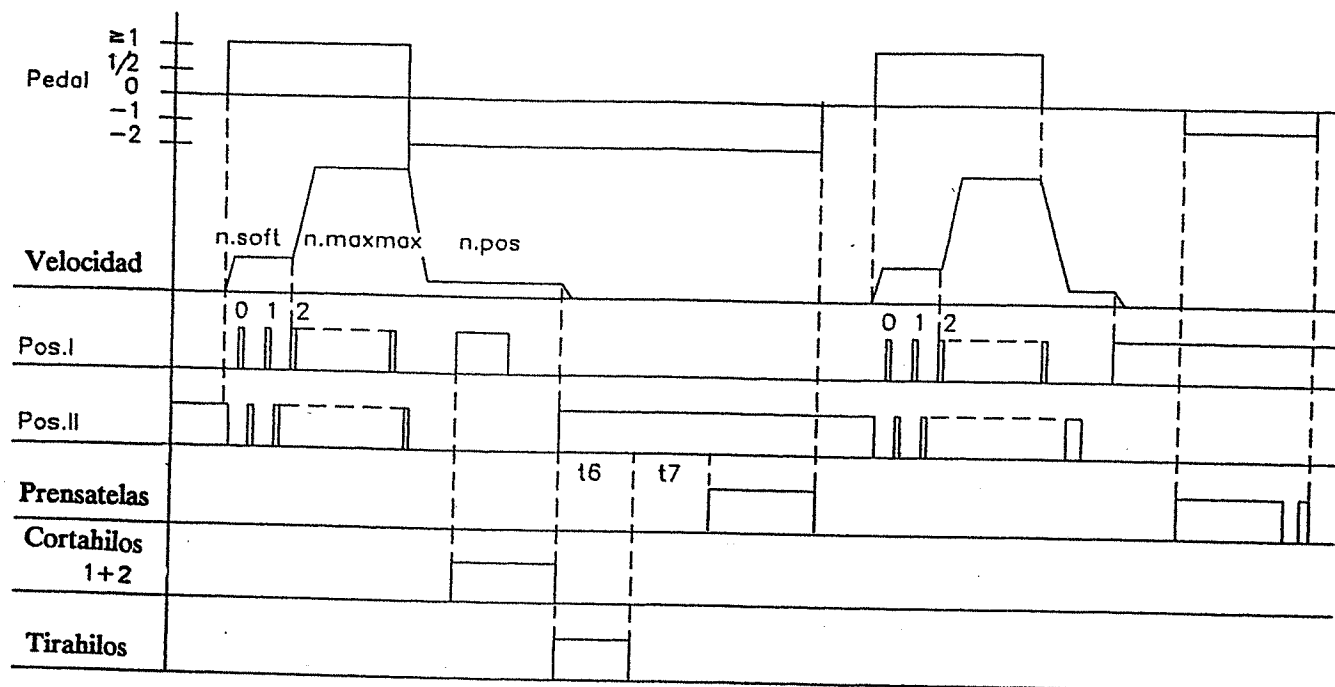 ≥1
1/2
Pedal 0
-1
-2
n.soft n.maxmax n.pos
Velocidad
0 1 2 0 1 2
Pos.I
Pos.II
t6 t7
Prensatelas
Cortahilos
1+2
Tirahilos